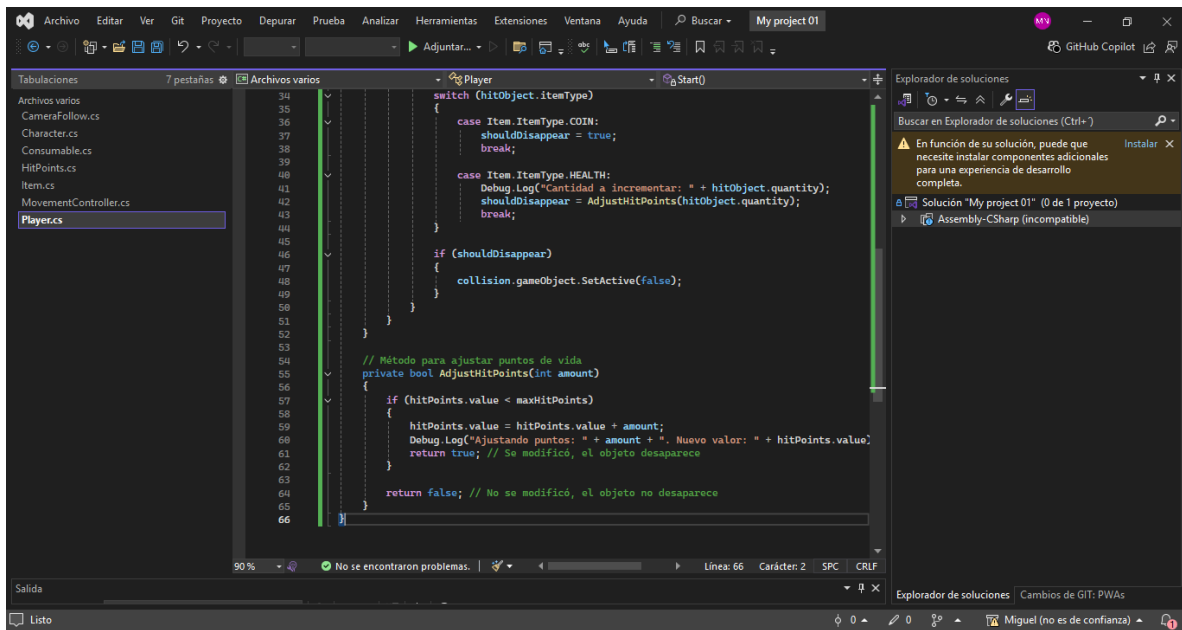 Archivo Editar Ver Git Proyecto Depurar Prueba Analizar Herramientas Extensiones Ventana Ayuda Buscar My project 01 MV
Adjuntar... GitHub Copilot
Tabulaciones 7 pestañas
Archivos varios
CameraFollow.cs
Character.cs
Consumable.cs
HitPoints.cs
Item.cs
MovementController.cs
Player.cs
Archivos varios Player Start()
34 switch (hitObject.itemType)
35 {
36 case Item.ItemType.COIN:
37 shouldDisappear = true;
38 break;
39
40 case Item.ItemType.HEALTH:
41 Debug.Log("Cantidad a incrementar: " + hitObject.quantity);
42 shouldDisappear = AdjustHitPoints(hitObject.quantity);
43 break;
44 }
45
46 if (shouldDisappear)
47 {
48 collision.gameObject.SetActive(false);
49 }
50 }
51 }
52 }
53
54 // Método para ajustar puntos de vida
55 private bool AdjustHitPoints(int amount)
56 {
57 if (hitPoints.value < maxHitPoints)
58 {
59 hitPoints.value = hitPoints.value + amount;
60 Debug.Log("Ajustando puntos: " + amount + ". Nuevo valor: " + hitPoints.value)
61 return true; // Se modificó, el objeto desaparece
62 }
63
64 return false; // No se modificó, el objeto no desaparece
65 }
66 }
90 % No se encontraron problemas. Línea: 66 Carácter: 2 SPC CRLF
Explorador de soluciones
Buscar en Explorador de soluciones (Ctrl+´)
En función de su solución, puede que Instalar
necesite instalar componentes adicionales
para una experiencia de desarrollo
completa.
Solución "My project 01" (0 de 1 proyecto)
Assembly-CSharp (incompatible)
Salida
Explorador de soluciones Cambios de GIT: PWAs
Listo 0 0 Miguel (no es de confianza) 1